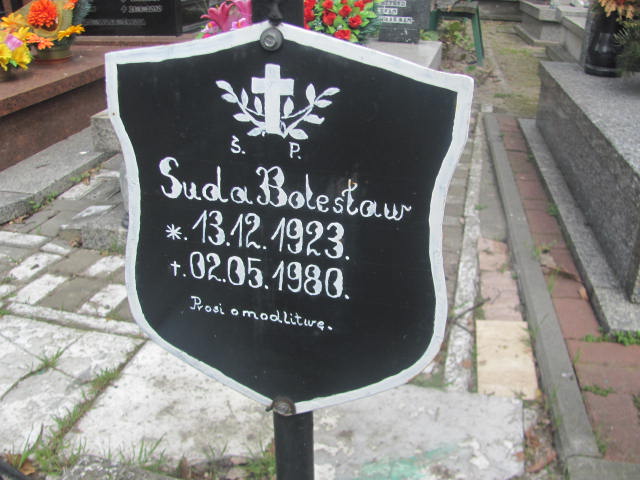 Ś. P.
Suda Bolesław
*. 13.12.1923.
† 02.05.1980.
Prosi o modlitwę.